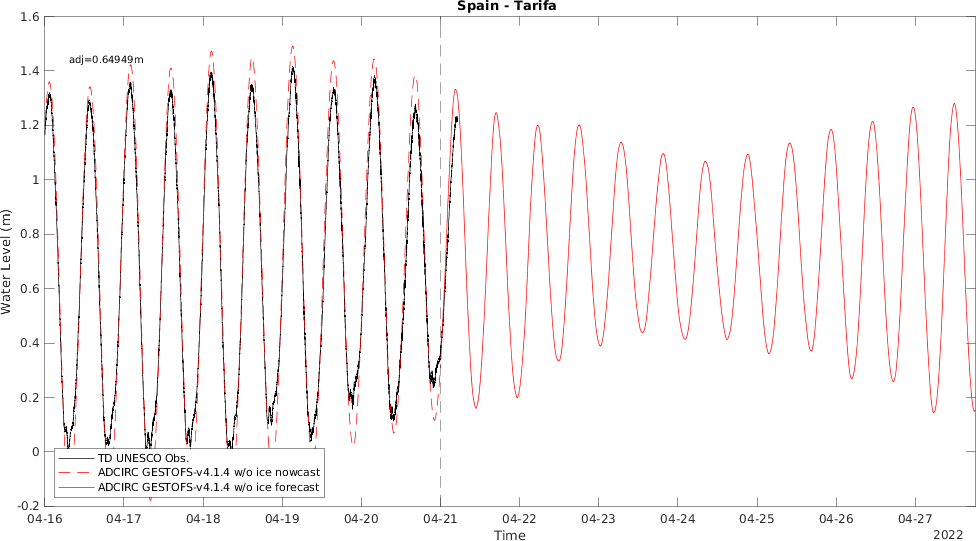 Spain - Tarifa
1.6
1.4
1.2
1
0.8
0.6
0.4
0.2
0
-0.2
Water Level (m)
adj=0.64949m
TD UNESCO Obs.
ADCIRC GESTOFS-v4.1.4 w/o ice nowcast
ADCIRC GESTOFS-v4.1.4 w/o ice forecast
04-16 04-17 04-18 04-19 04-20 04-21 04-22 04-23 04-24 04-25 04-26 04-27
Time
2022